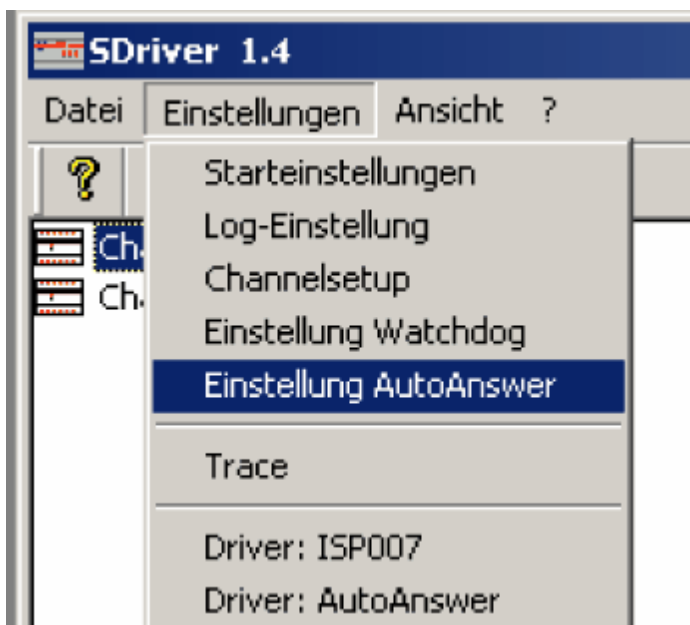 SDriver 1.4
Datei Einstellungen Ansicht ?
Starteinstellungen
Log-Einstellung
Channelsetup
Einstellung Watchdog
Einstellung AutoAnswer
Trace
Driver: ISP007
Driver: AutoAnswer